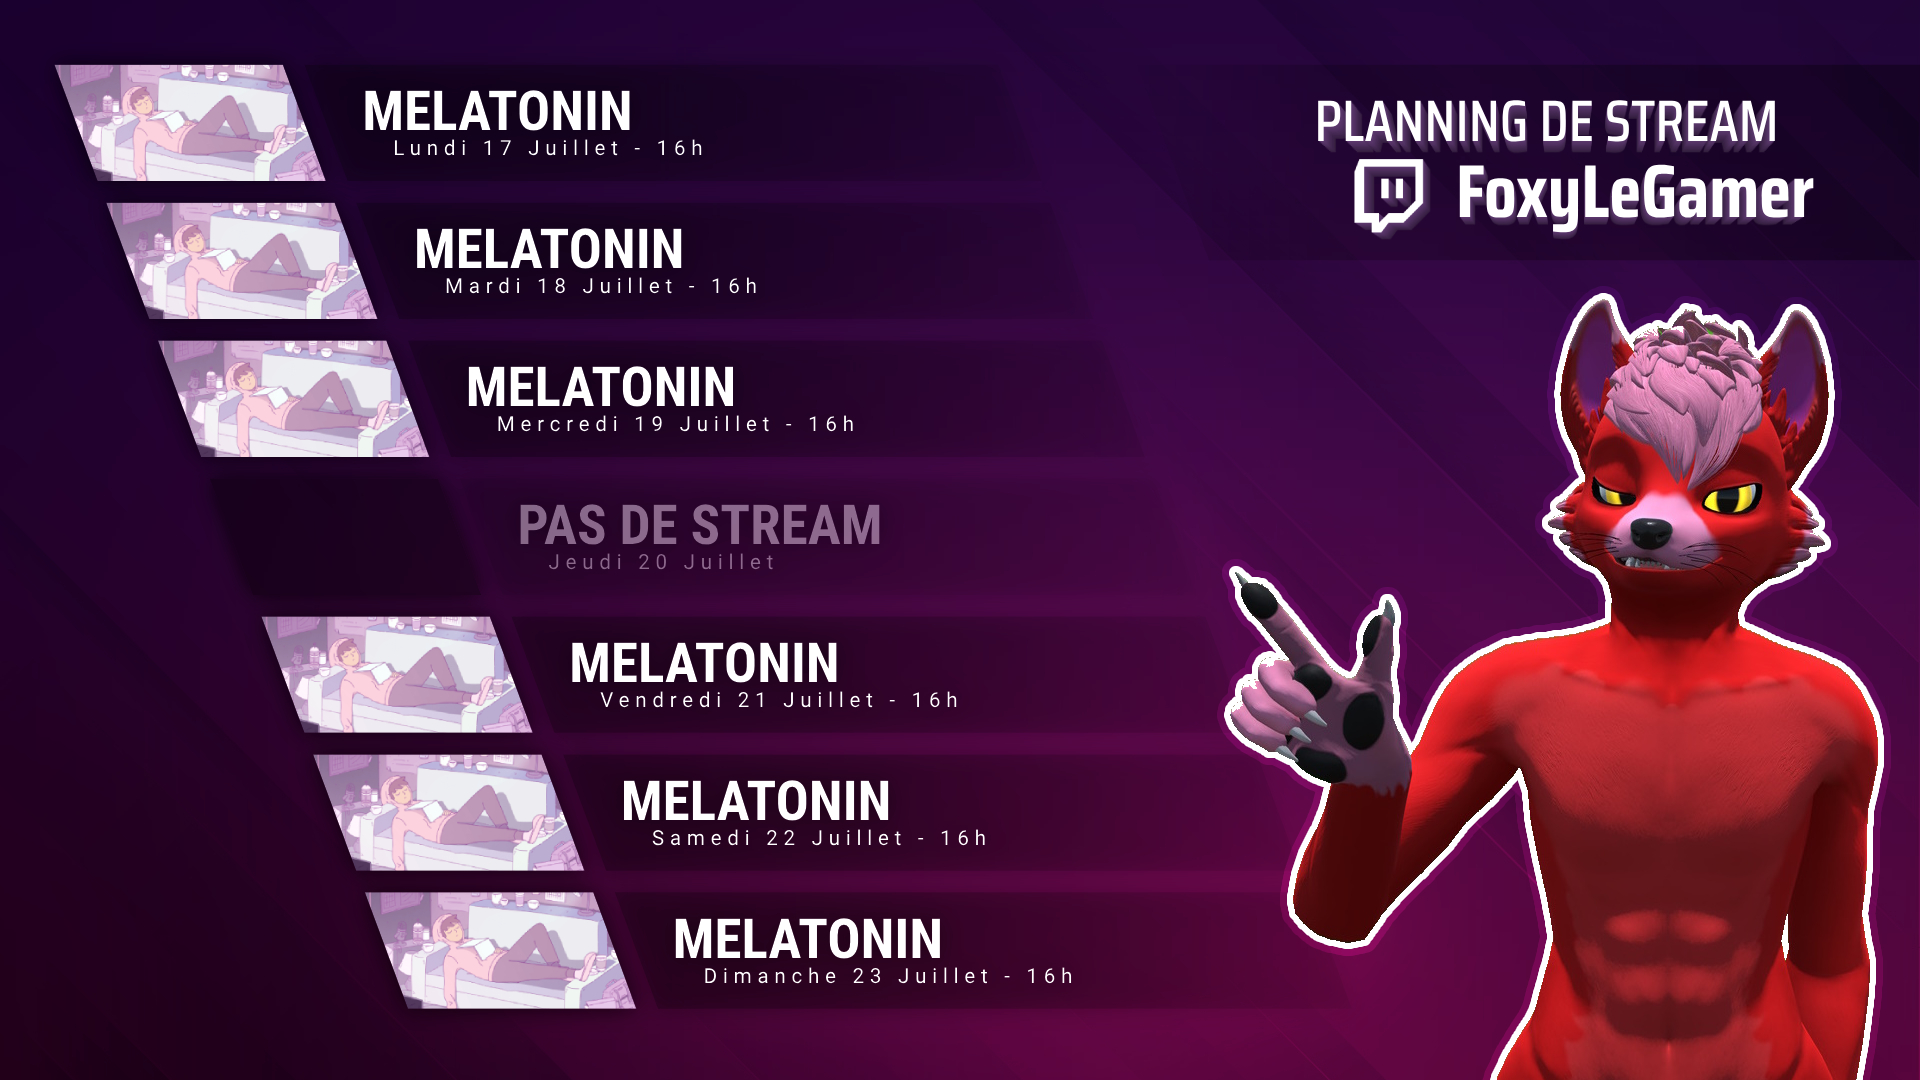 PLANNING DE STREAM
FoxyLeGamer
MELATONIN
Lundi 17 Juillet - 16h
MELATONIN
Mardi 18 Juillet - 16h
MELATONIN
Mercredi 19 Juillet - 16h
PAS DE STREAM
Jeudi 20 Juillet
MELATONIN
Vendredi 21 Juillet - 16h
MELATONIN
Samedi 22 Juillet - 16h
MELATONIN
Dimanche 23 Juillet - 16h